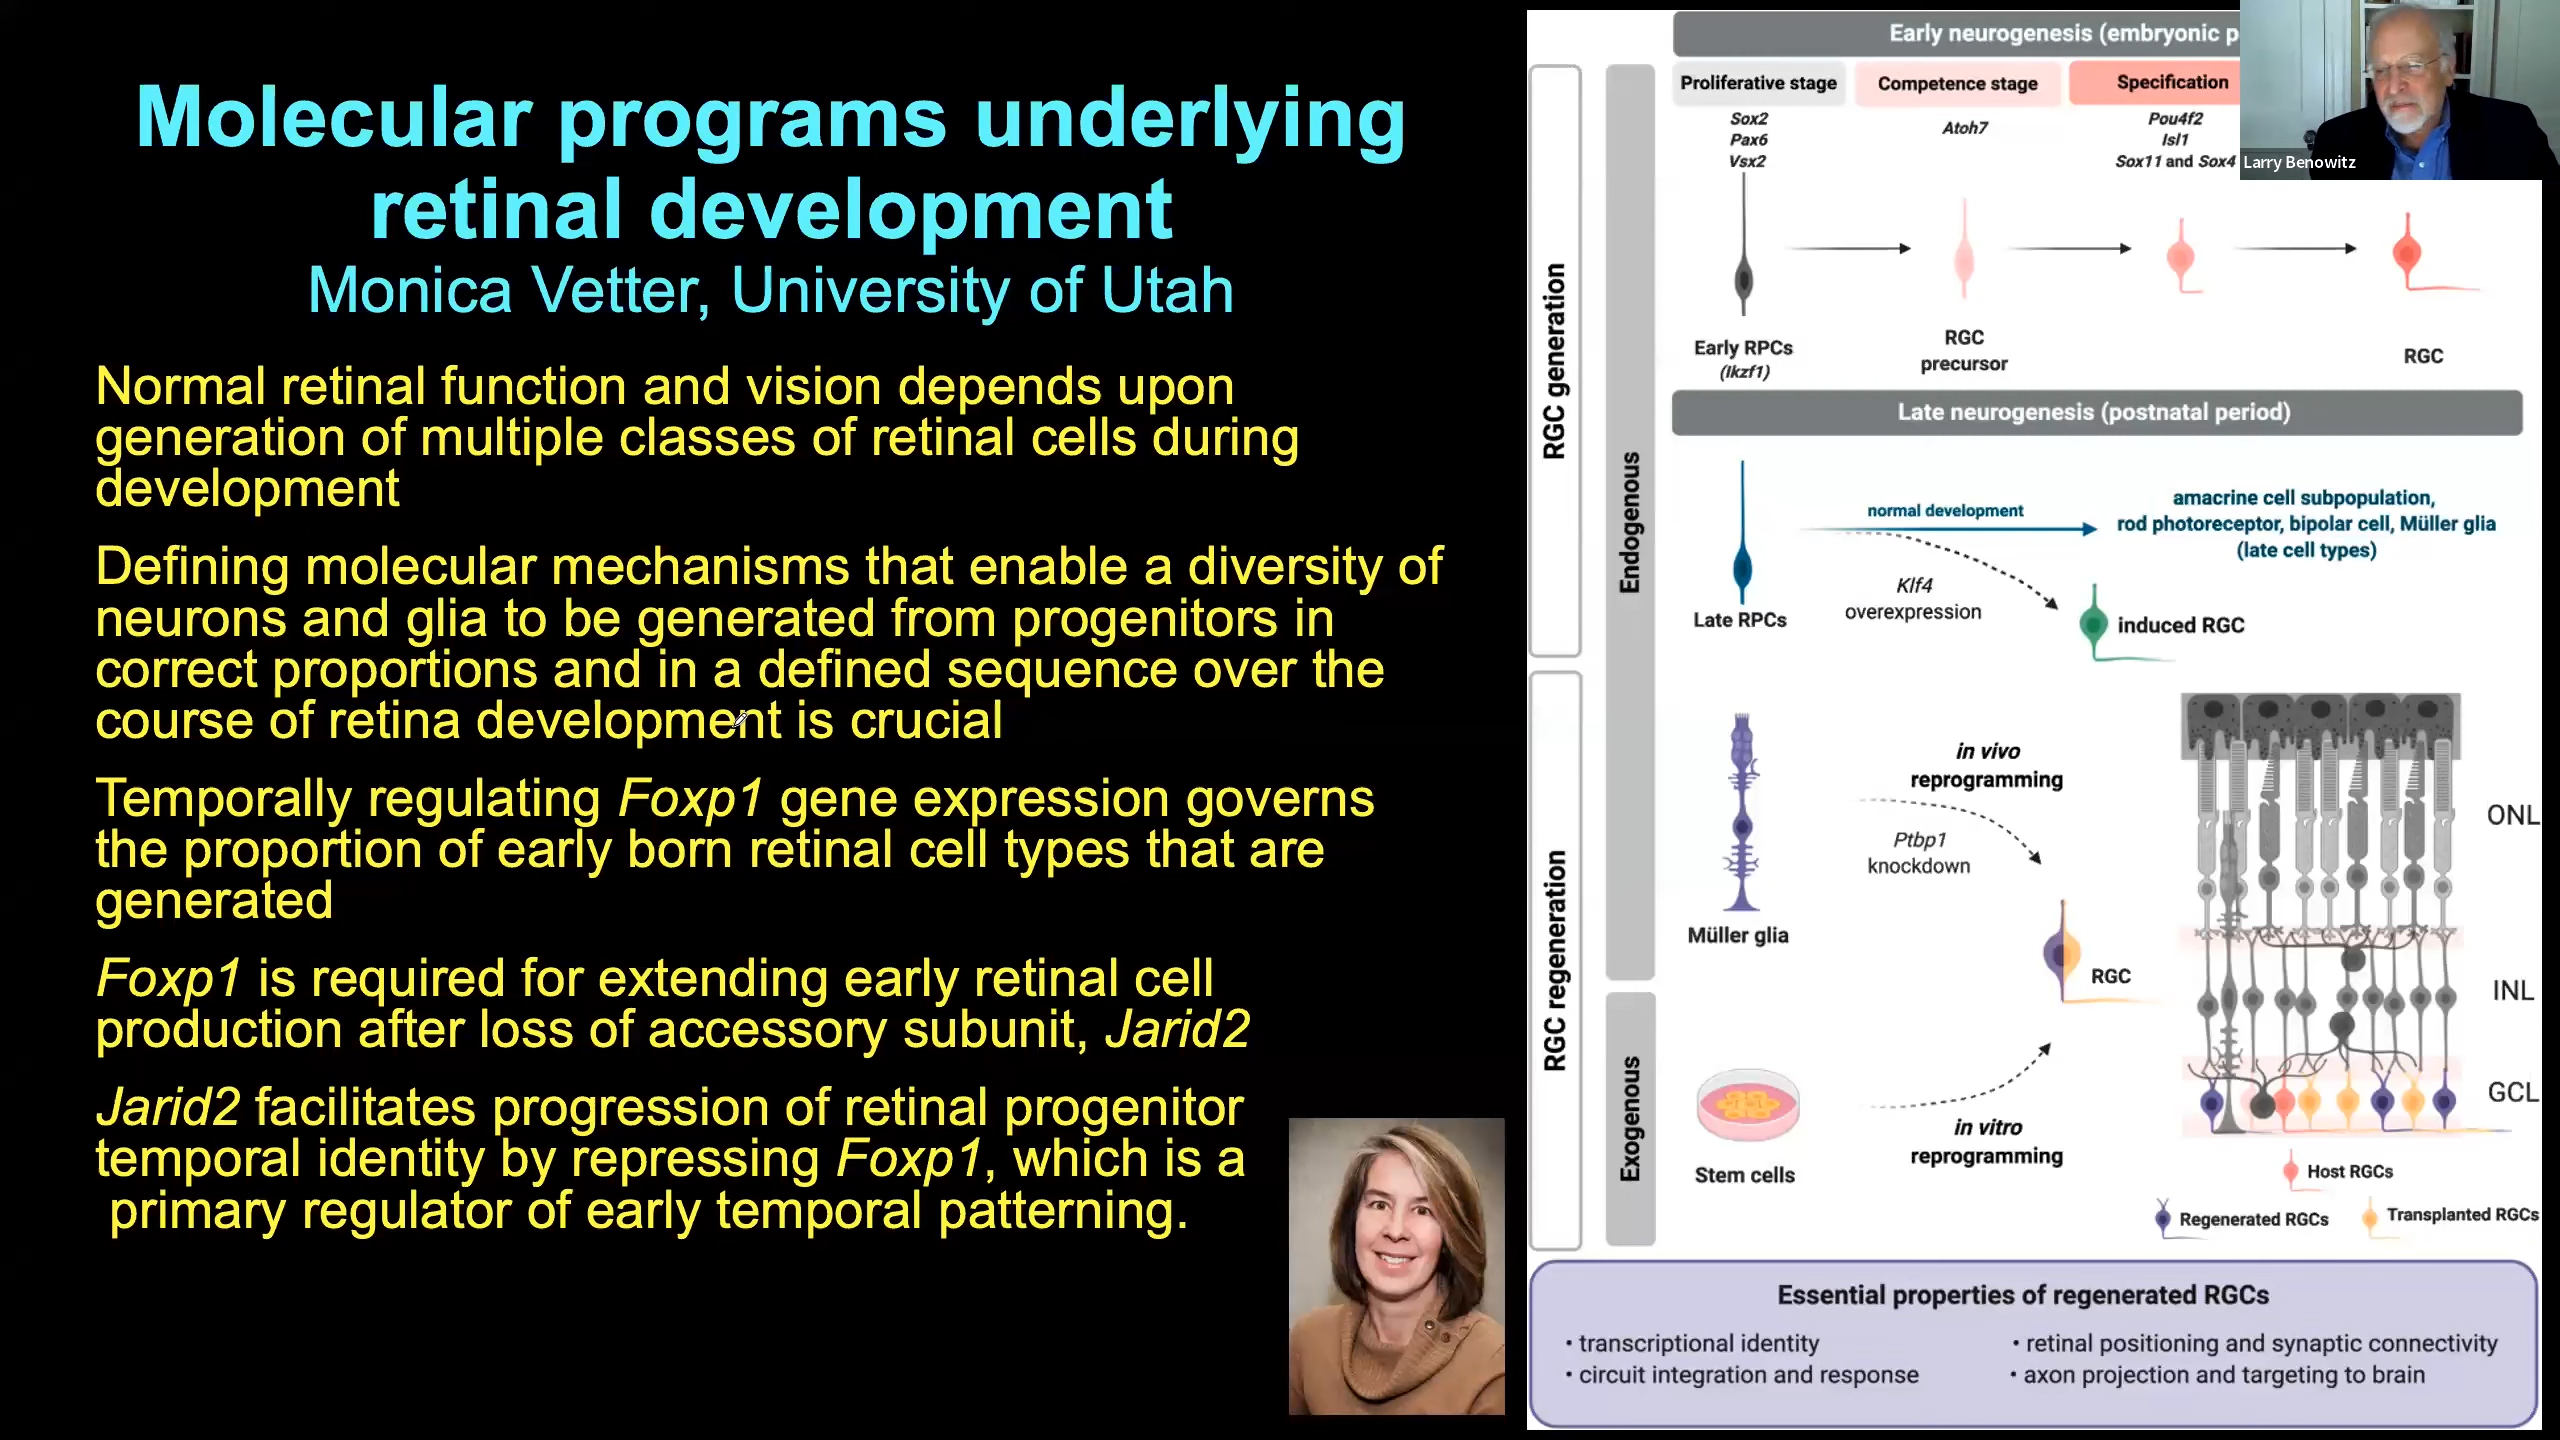 Molecular programs underlying
retinal development
Monica Vetter, University of Utah
Normal retinal function and vision depends upon
generation of multiple classes of retinal cells during
development
Defining molecular mechanisms that enable a diversity of
neurons and glia to be generated from progenitors in
correct proportions and in a defined sequence over the
course of retina development is crucial
Temporally regulating Foxp1 gene expression governs
the proportion of early born retinal cell types that are
generated
Foxp1 is required for extending early retinal cell
production after loss of accessory subunit, Jarid2
Jarid2 facilitates progression of retinal progenitor
temporal identity by repressing Foxp1, which is a
primary regulator of early temporal patterning.
Early neurogenesis (embryonic p
Proliferative stage
Competence stage
Specification
Sox2
Pax6
Vsx2
Atoh7
Pou4f2
Isl1
Sox11 and Sox4
Larry Benowitz
RGC generation
Endogenous
Early RPCs
(Ikzf1)
RGC
precursor
RGC
Late neurogenesis (postnatal period)
normal development
amacrine cell subpopulation,
rod photoreceptor, bipolar cell, Müller glia
(late cell types)
Klf4
overexpression
Late RPCs
induced RGC
RGC regeneration
in vivo
reprogramming
Ptbp1
knockdown
Müller glia
RGC
ONL
INL
GCL
Exogenous
in vitro
reprogramming
Stem cells
Host RGCs
Regenerated RGCs
Transplanted RGCs
Essential properties of regenerated RGCs
• transcriptional identity
• circuit integration and response
• retinal positioning and synaptic connectivity
• axon projection and targeting to brain